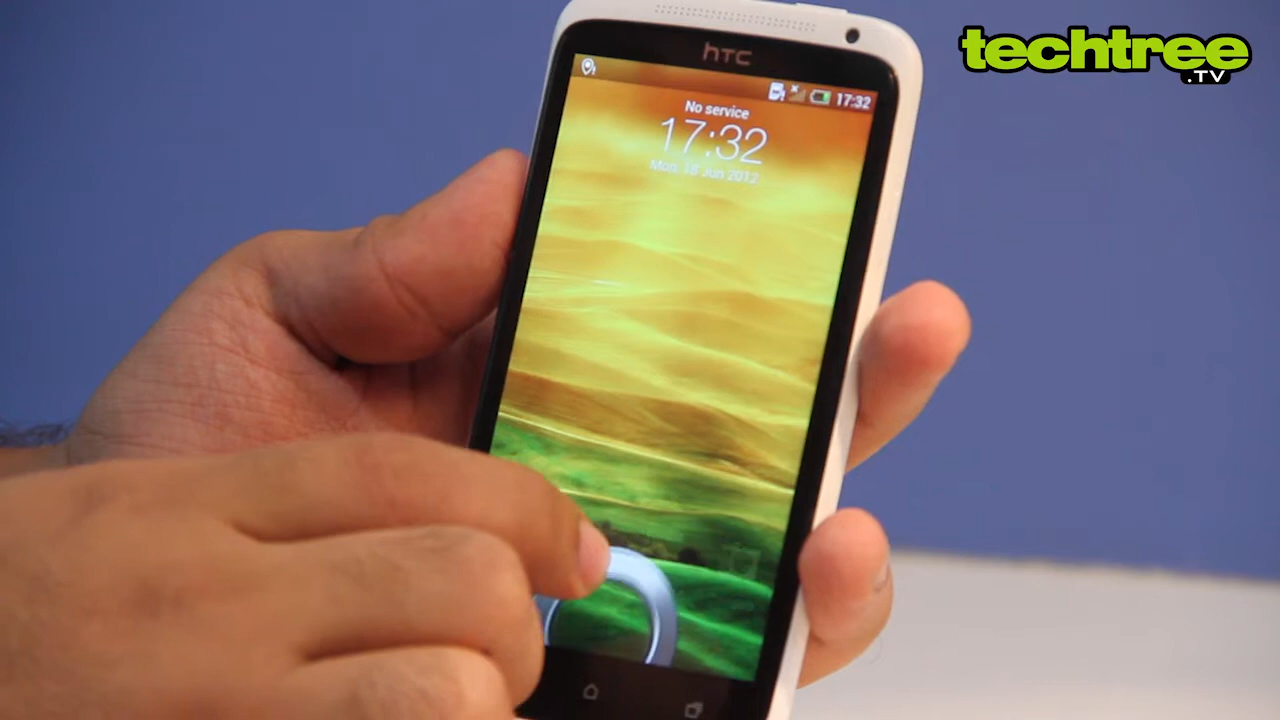 techtree
.TV
hTC
17:32
No service
17:32
Mon, 18 Jun 2012